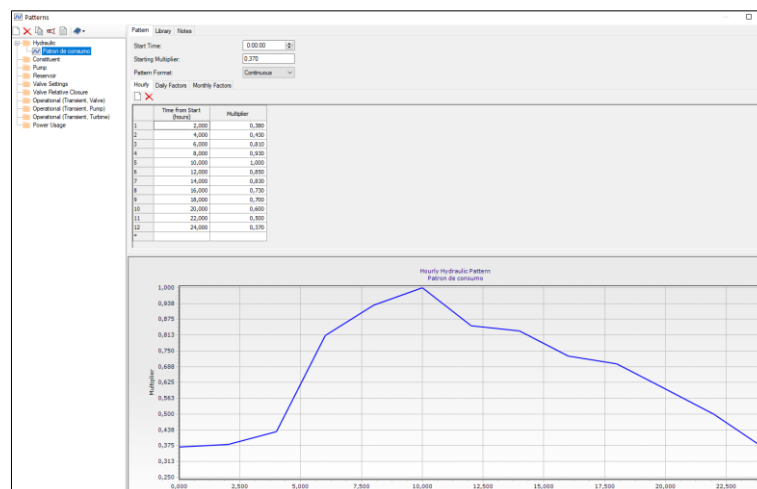 Patterns
Pattern Library Notes
Hydraulic
Patron de consumo
Constituent
Pump
Reservoir
Valve Settings
Valve Relative Closure
Operational (Transient, Valve)
Operational (Transient, Pump)
Operational (Transient, Turbine)
Power Usage
Start Time: 0:00:00
Starting Multiplier: 0,370
Pattern Format: Continuous
Hourly Daily Factors Monthly Factors
Time from Start (hours) Multiplier
1 2,000 0,380
2 4,000 0,430
3 6,000 0,810
4 8,000 0,930
5 10,000 1,000
6 12,000 0,850
7 14,000 0,830
8 16,000 0,730
9 18,000 0,700
10 20,000 0,600
11 22,000 0,500
12 24,000 0,370
*
Hourly Hydraulic Pattern
Patron de consumo
Multiplier
1,000
0,938
0,875
0,813
0,750
0,688
0,625
0,563
0,500
0,438
0,375
0,313
0,250
0,000 2,500 5,000 7,500 10,000 12,500 15,000 17,500 20,000 22,500